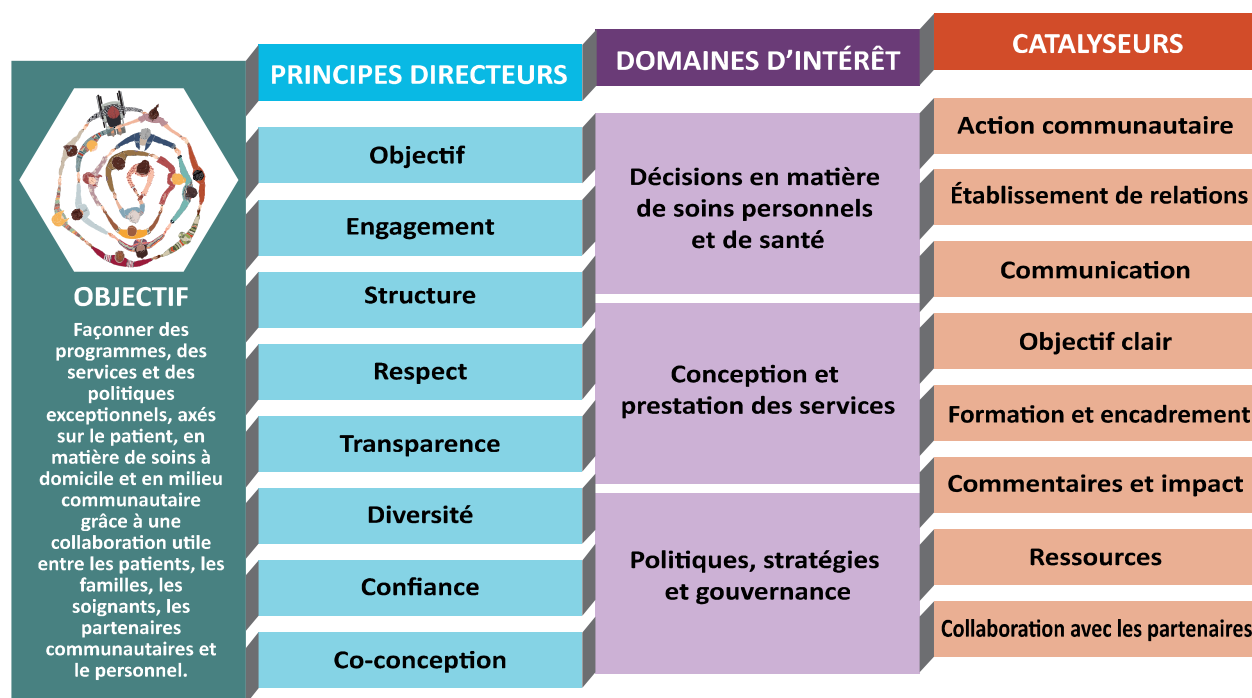 OBJECTIF
Façonner des
programmes, des
services et des
politiques
exceptionnels, axés
sur le patient, en
matière de soins à
domicile et en milieu
communautaire
grâce à une
collaboration utile
entre les patients, les
familles, les
soignants, les
partenaires
communautaires et
le personnel.
PRINCIPES DIRECTEURS
Objectif
Engagement
Structure
Respect
Transparence
Diversité
Confiance
Co-conception
DOMAINES D’INTÉRÊT
Décisions en matière
de soins personnels
et de santé
Conception et
prestation des services
Politiques, stratégies
et gouvernance
CATALYSEURS
Action communautaire
Établissement de relations
Communication
Objectif clair
Formation et encadrement
Commentaires et impact
Ressources
Collaboration avec les partenaires